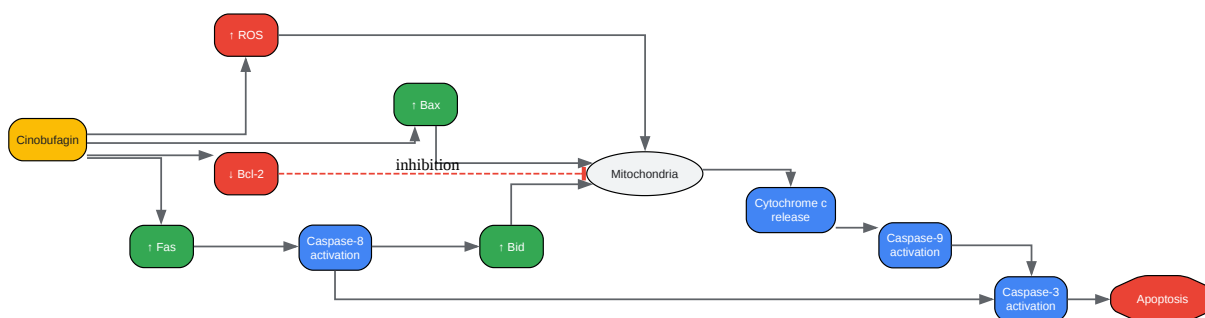 ↑ ROS
↑ Bax
Cinobufagin
inhibition
↓ Bcl-2
Mitochondria
Cytochrome c
release
↑ Fas
Caspase-8
activation
↑ Bid
Caspase-9
activation
Caspase-3
activation
Apoptosis